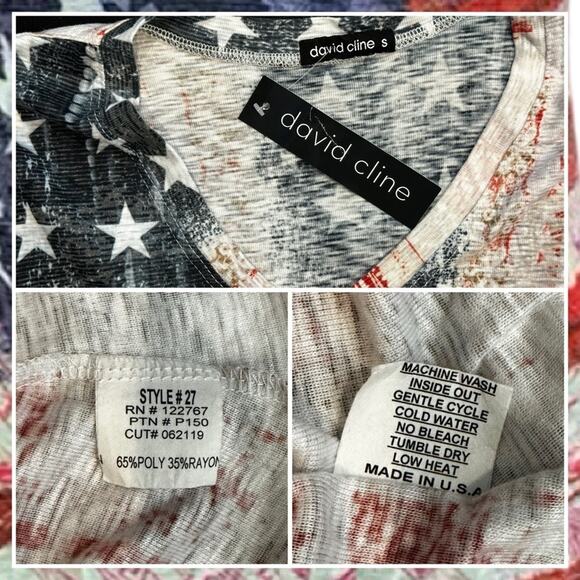 david cline s
david cline
STYLE # 27
RN # 122767
PTN # P150
CUT# 062119
65%POLY 35%RAYON
MACHINE WASH
INSIDE OUT
GENTLE CYCLE
COLD WATER
NO BLEACH
TUMBLE DRY
LOW HEAT
MADE IN U.S.A